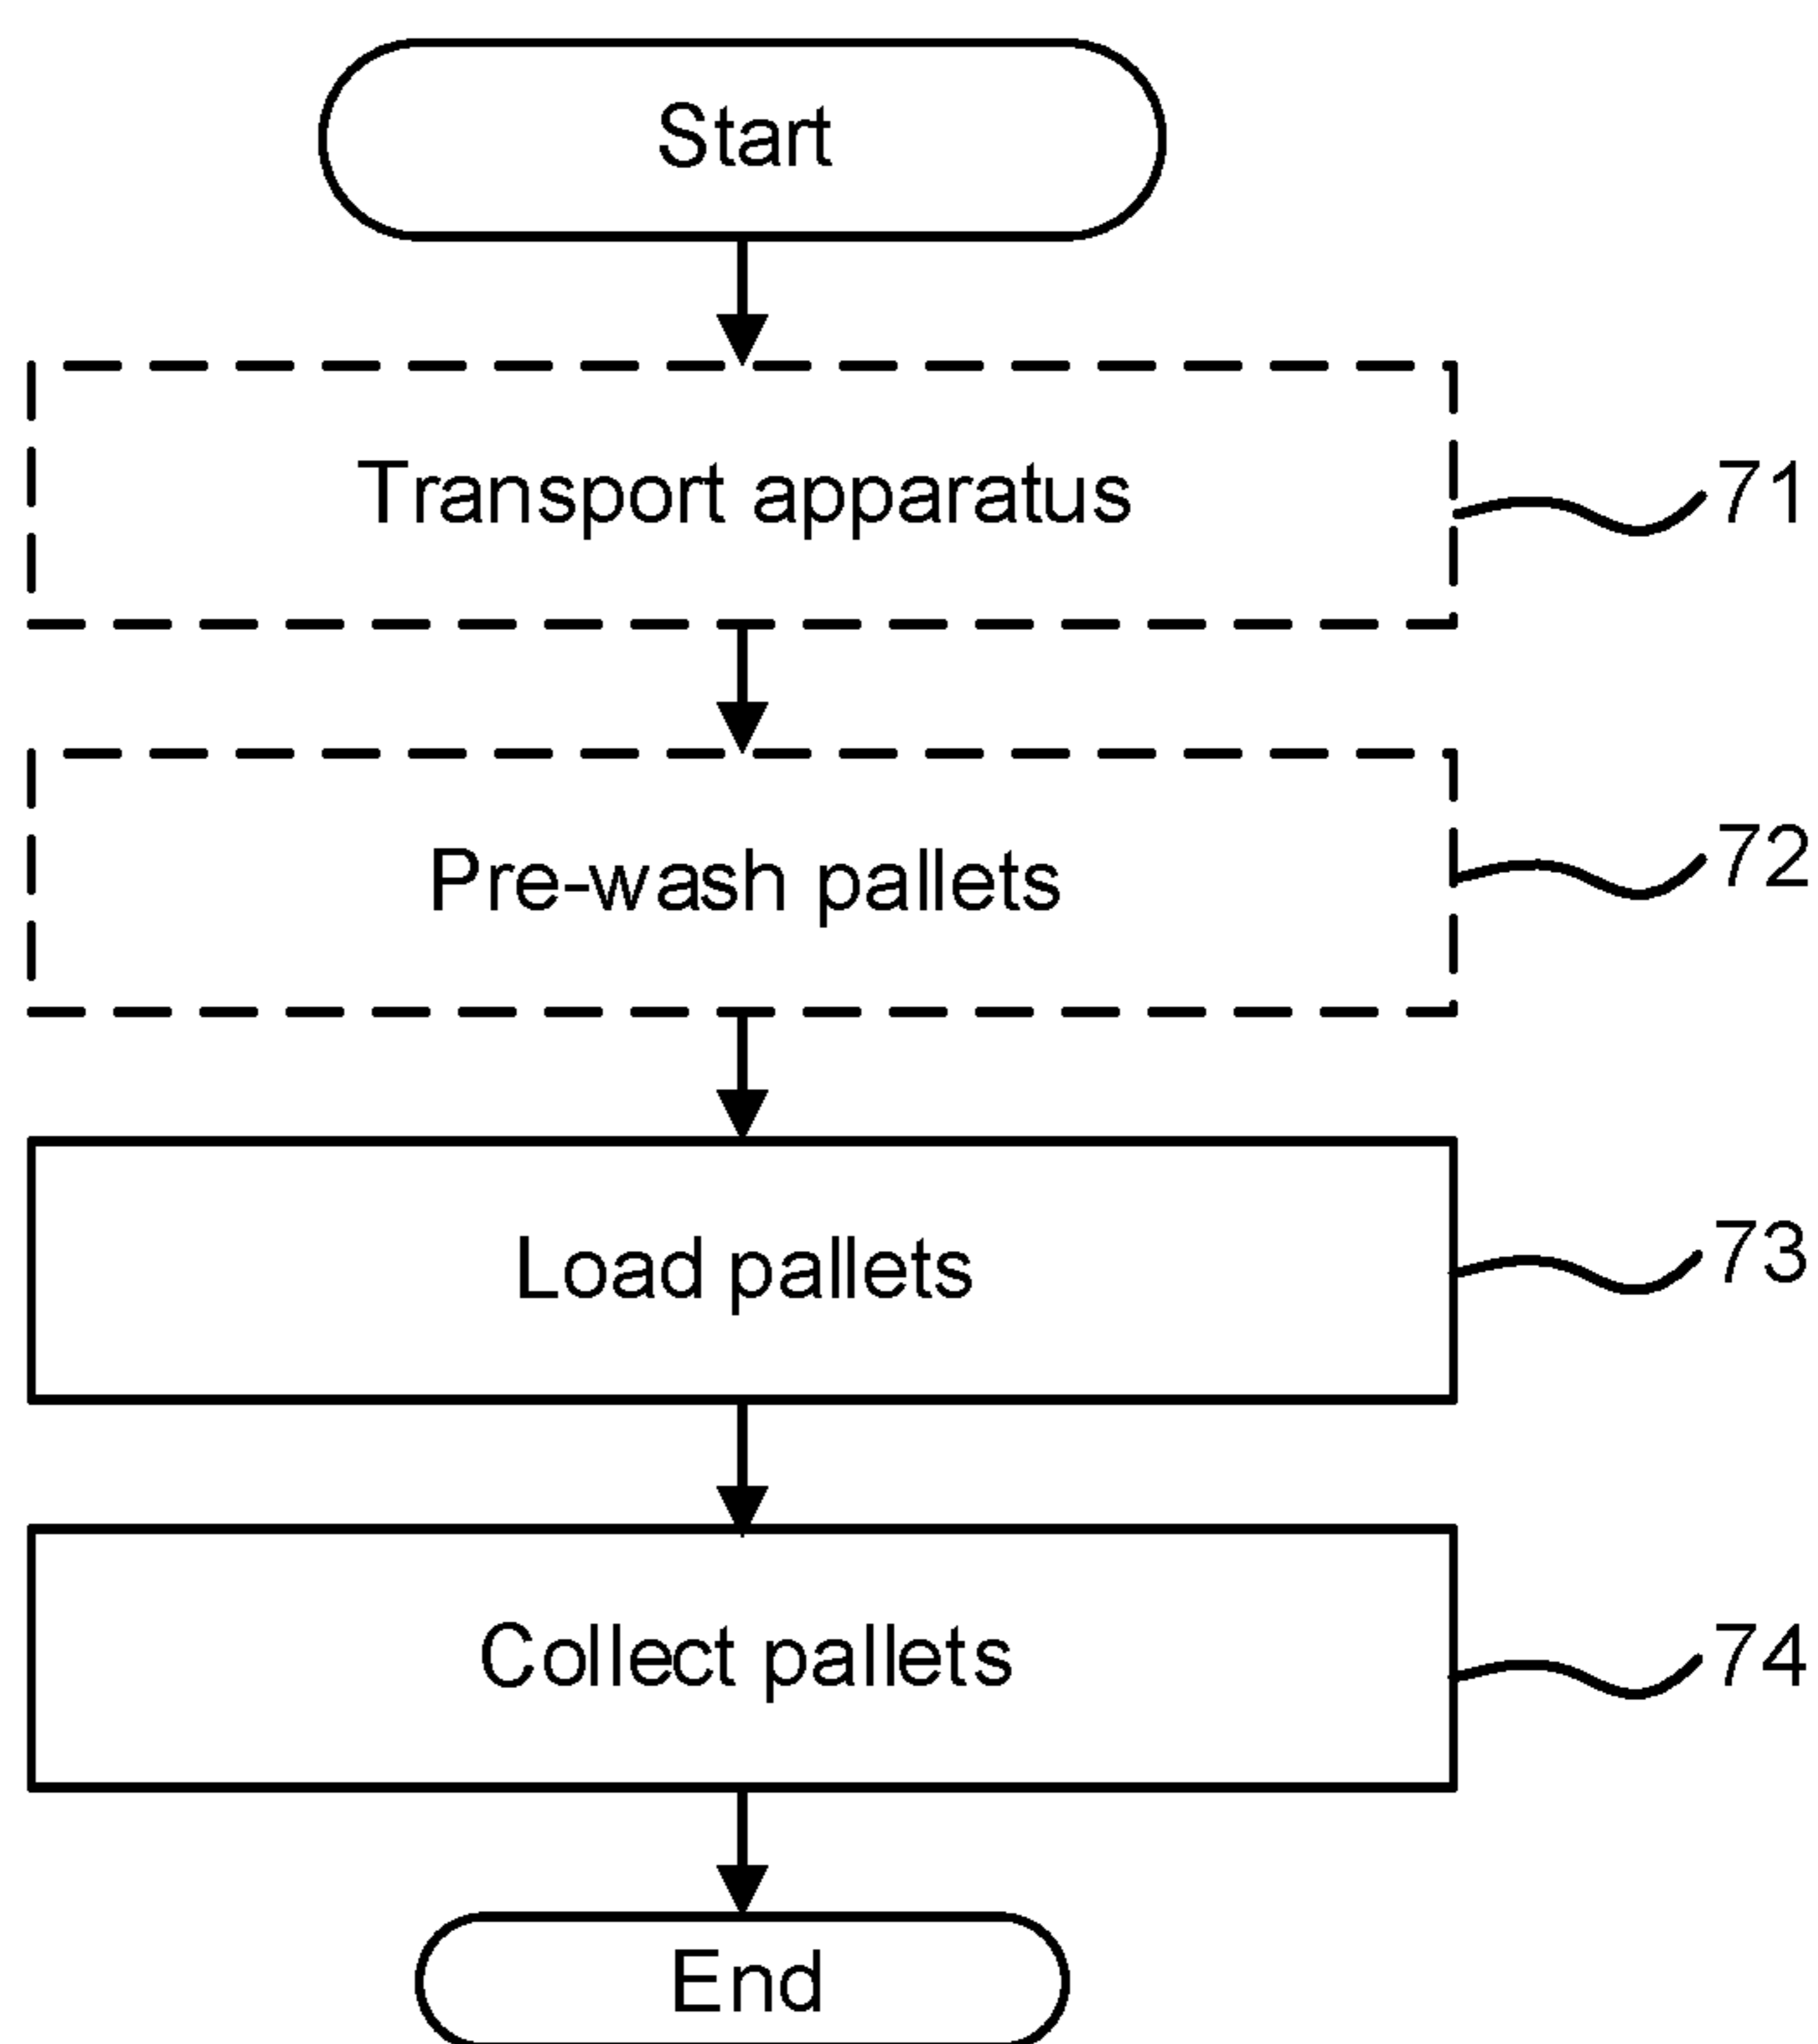 Start
Transport apparatus
71
Pre-wash pallets
72
Load pallets
73
Collect pallets
74
End